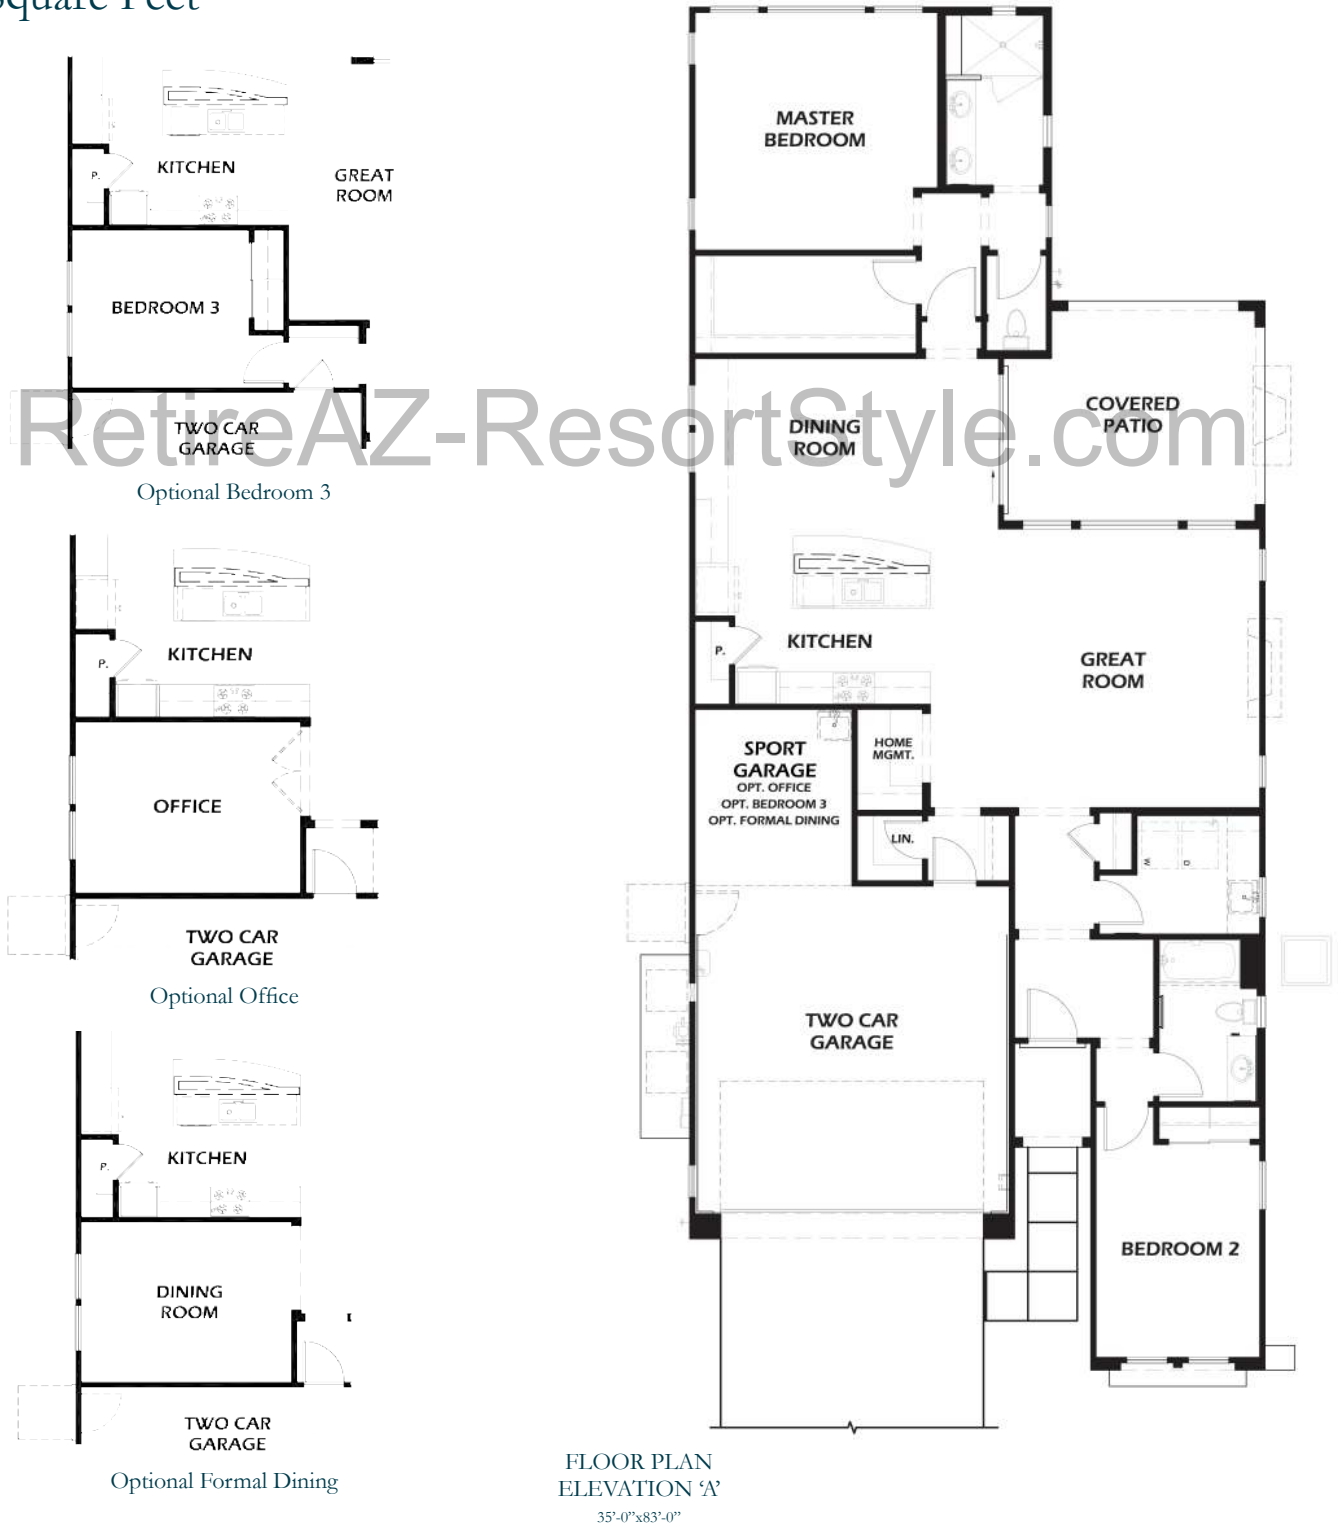 Square Feet
KITCHEN
P.
GREAT
ROOM
BEDROOM 3
TWO CAR
GARAGE
Optional Bedroom 3
KITCHEN
P.
OFFICE
TWO CAR
GARAGE
Optional Office
KITCHEN
P.
DINING
ROOM
TWO CAR
GARAGE
Optional Formal Dining
MASTER
BEDROOM
COVERED
PATIO
DINING
ROOM
RetireAZ-ResortStyle.com
KITCHEN
P.
GREAT
ROOM
SPORT
GARAGE
OPT. OFFICE
OPT. BEDROOM 3
OPT. FORMAL DINING
HOME
MGMT.
LIN.
W
D
TWO CAR
GARAGE
BEDROOM 2
FLOOR PLAN
ELEVATION ‘A’
35'-0"x83'-0"